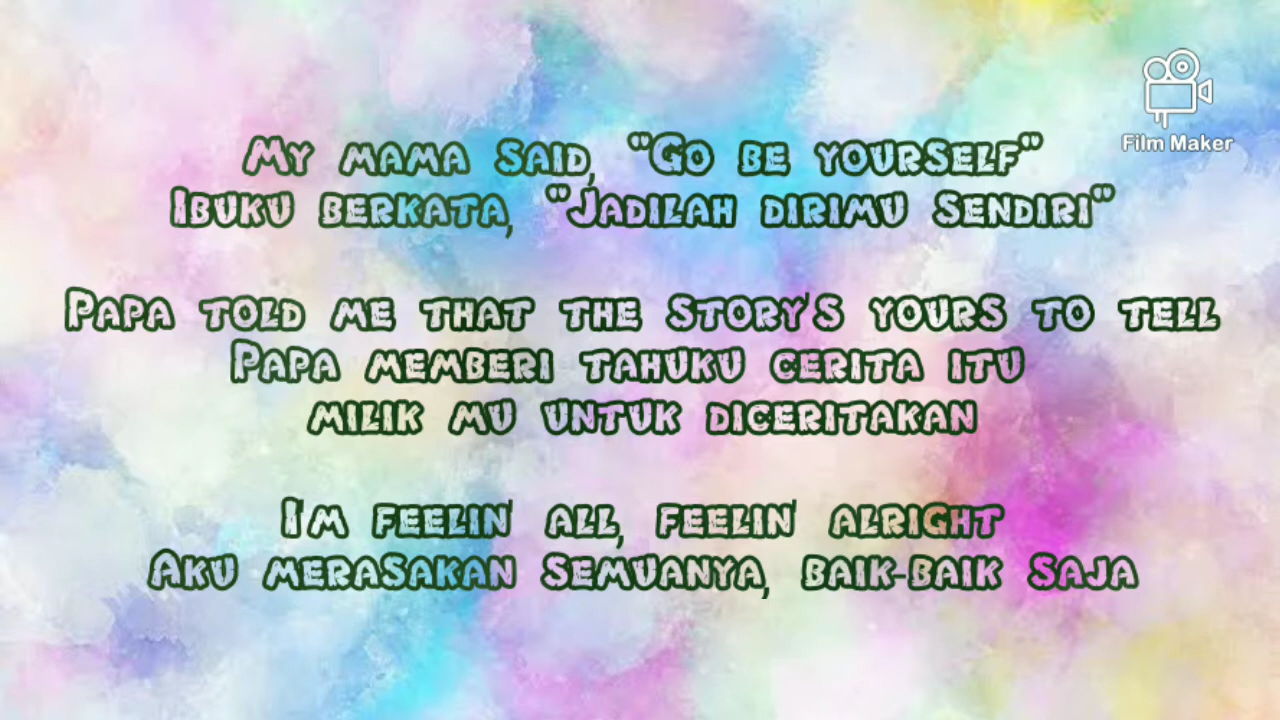 Film Maker
My mama said, "Go be yourself"
Ibuku berkata, "Jadilah dirimu sendiri"
Papa told me that the story's yours to tell
Papa memberi tahuku cerita itu
milik mu untuk diceritakan
I'm feelin' all, feelin' alright
Aku merasakan semuanya, baik-baik saja